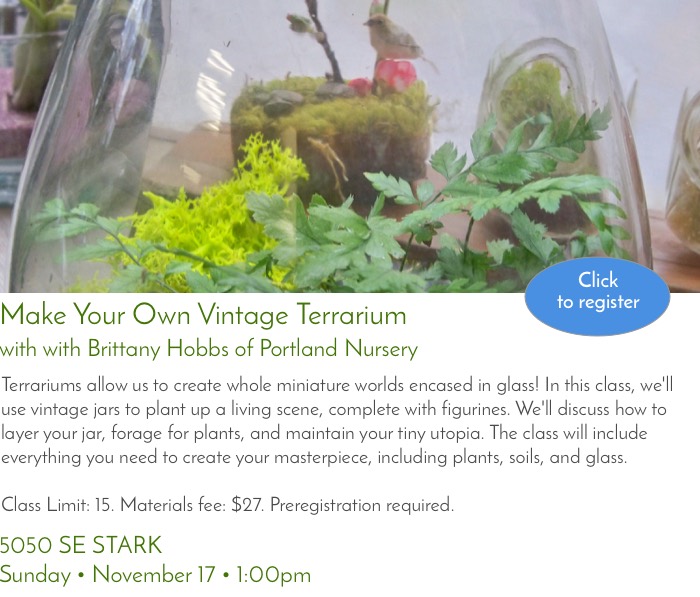 Click
to register
Make Your Own Vintage Terrarium
with with Brittany Hobbs of Portland Nursery
Terrariums allow us to create whole miniature worlds encased in glass! In this class, we'll
use vintage jars to plant up a living scene, complete with figurines. We'll discuss how to
layer your jar, forage for plants, and maintain your tiny utopia. The class will include
everything you need to create your masterpiece, including plants, soils, and glass.
Class Limit: 15. Materials fee: $27. Preregistration required.
5050 SE STARK
Sunday • November 17 • 1:00pm